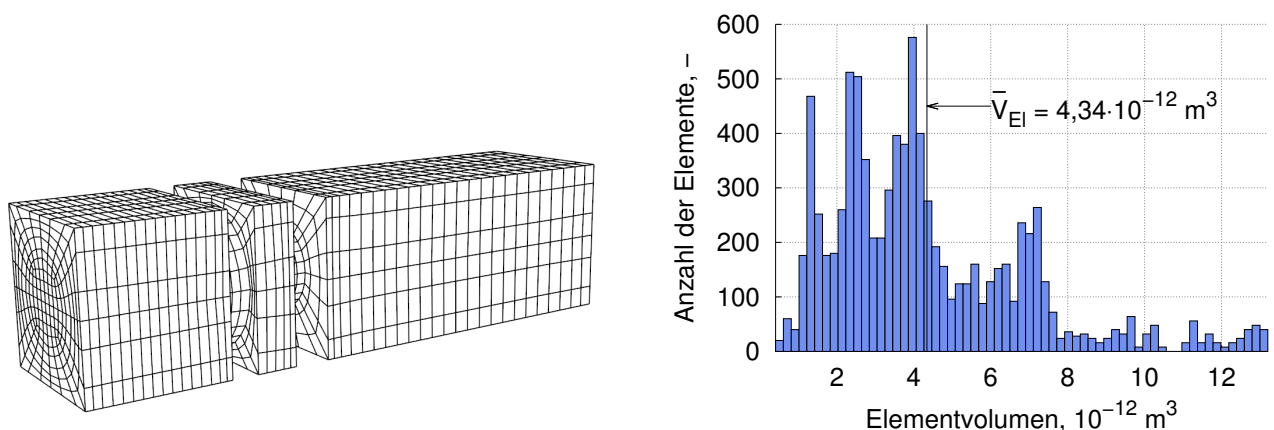 600
500
400
300
200
100
0
Anzahl der Elemente, –
V̄_El = 4,34·10⁻¹² m³
2 4 6 8 10 12
Elementvolumen, 10⁻¹² m³